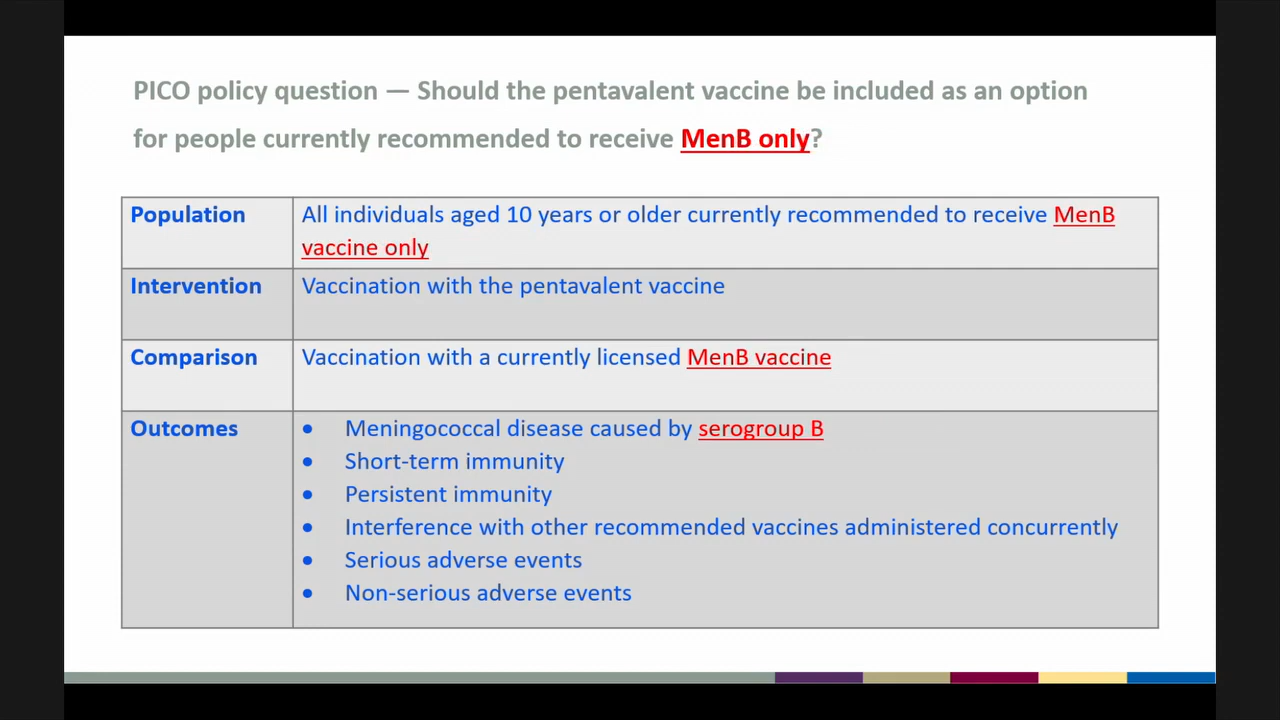 PICO policy question — Should the pentavalent vaccine be included as an option
for people currently recommended to receive MenB only?
Population
All individuals aged 10 years or older currently recommended to receive MenB
vaccine only
Intervention
Vaccination with the pentavalent vaccine
Comparison
Vaccination with a currently licensed MenB vaccine
Outcomes
• Meningococcal disease caused by serogroup B
• Short-term immunity
• Persistent immunity
• Interference with other recommended vaccines administered concurrently
• Serious adverse events
• Non-serious adverse events